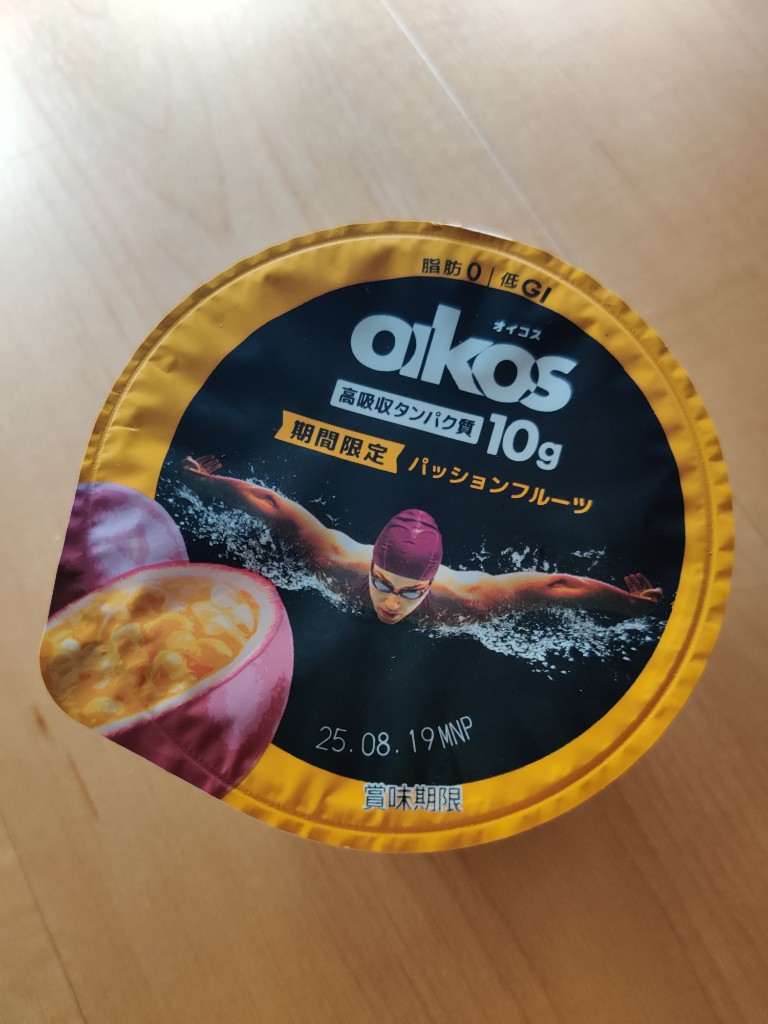 脂肪0|低GI
オイコス
oikos
高吸収タンパク質 10g
期間限定 パッションフルーツ
25.08.19MNP
賞味期限